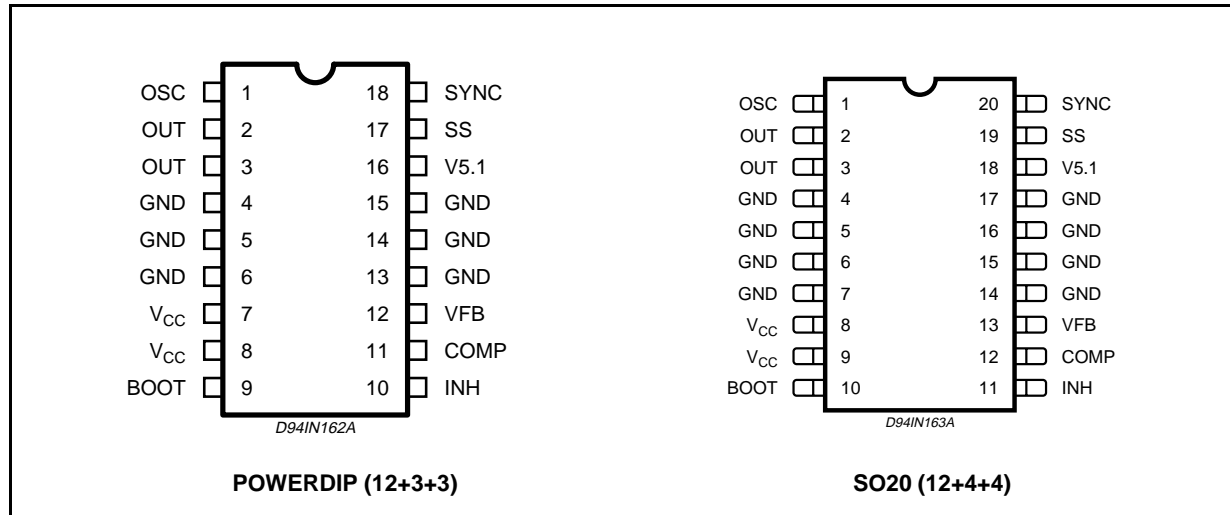 OSC 1 18 SYNC
OUT 2 17 SS
OUT 3 16 V5.1
GND 4 15 GND
GND 5 14 GND
GND 6 13 GND
VCC 7 12 VFB
VCC 8 11 COMP
BOOT 9 10 INH
D94IN162A
POWERDIP (12+3+3)
OSC 1 20 SYNC
OUT 2 19 SS
OUT 3 18 V5.1
GND 4 17 GND
GND 5 16 GND
GND 6 15 GND
GND 7 14 GND
VCC 8 13 VFB
VCC 9 12 COMP
BOOT 10 11 INH
D94IN163A
SO20 (12+4+4)